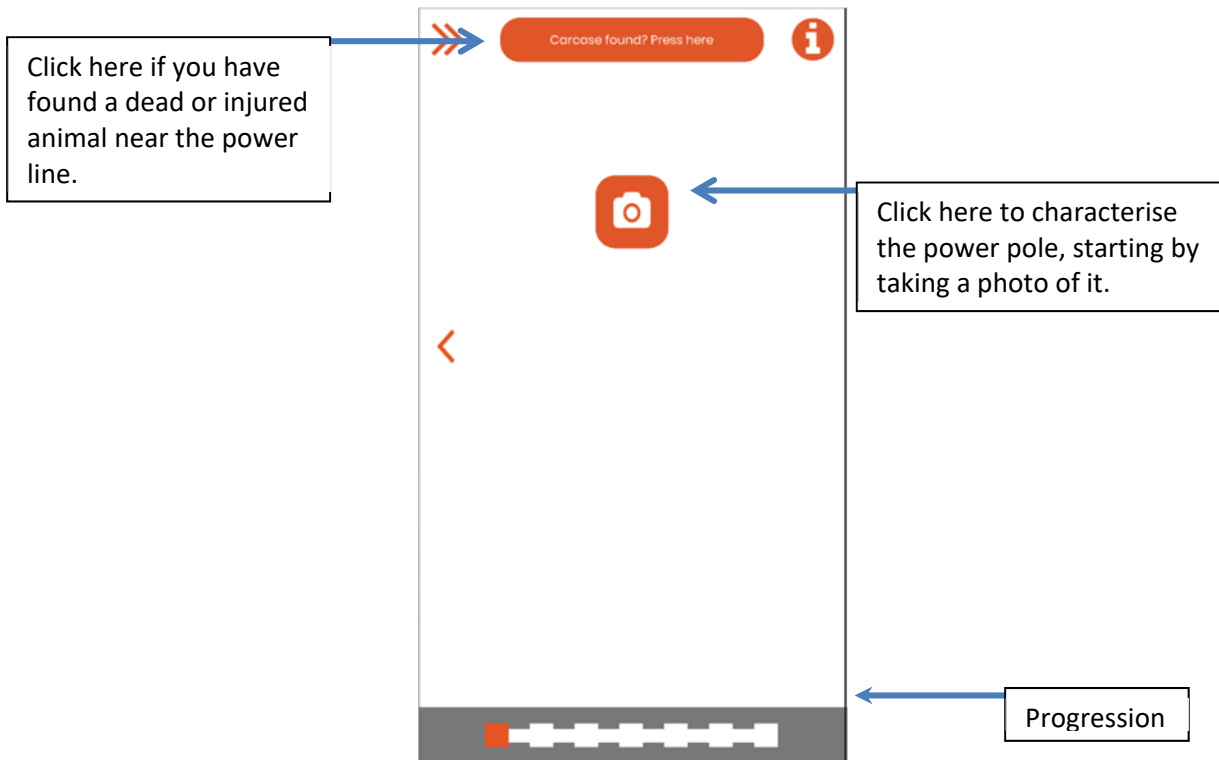 Carcase found? Press here
Click here if you have
found a dead or injured
animal near the power
line.
Click here to characterise
the power pole, starting by
taking a photo of it.
Progression